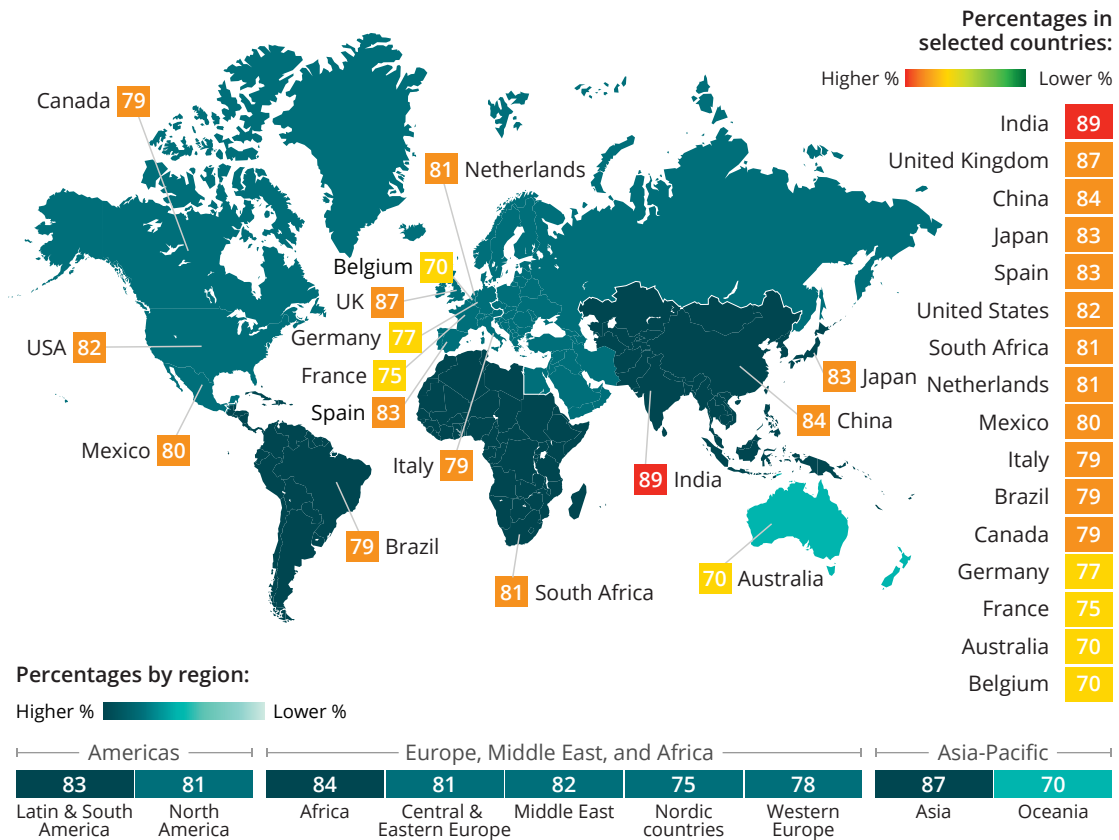 Percentages in
selected countries:
Higher % Lower %
India 89
United Kingdom 87
China 84
Japan 83
Spain 83
United States 82
South Africa 81
Netherlands 81
Mexico 80
Italy 79
Brazil 79
Canada 79
Germany 77
France 75
Australia 70
Belgium 70
Canada 79
81 Netherlands
Belgium 70
UK 87
Germany 77
USA 82
France 75
Spain 83
83 Japan
84 China
Mexico 80
Italy 79
89 India
79 Brazil
70 Australia
81 South Africa
Percentages by region:
Higher % Lower %
Americas
83 81
Latin & South
America
North
America
Europe, Middle East, and Africa
84 81 82 75 78
Africa
Central &
Eastern Europe
Middle East
Nordic
countries
Western
Europe
Asia-Pacific
87 70
Asia
Oceania